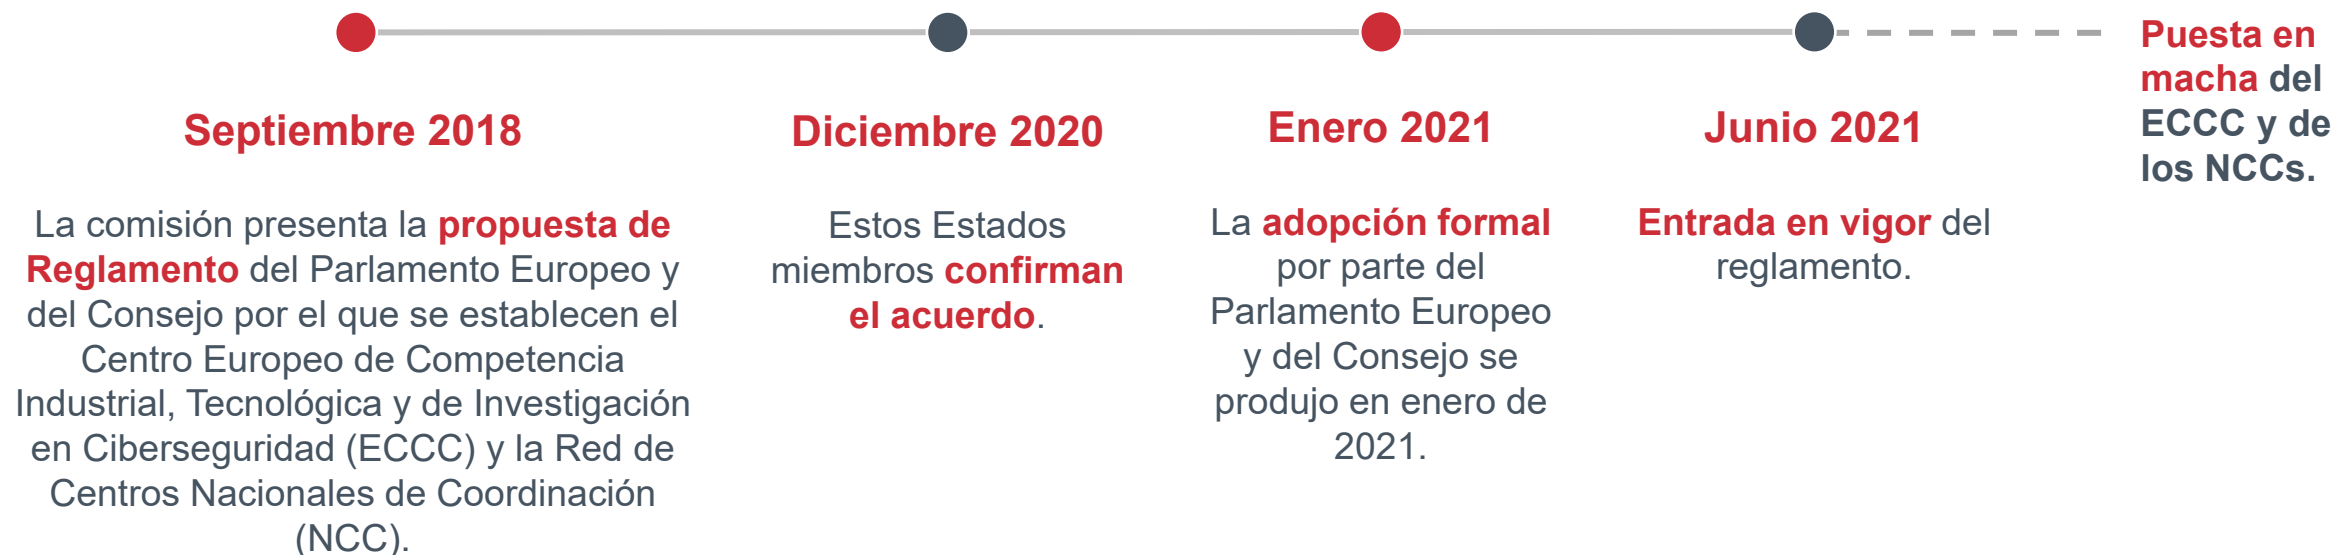 Septiembre 2018
La comisión presenta la propuesta de
Reglamento del Parlamento Europeo y
del Consejo por el que se establecen el
Centro Europeo de Competencia
Industrial, Tecnológica y de Investigación
en Ciberseguridad (ECCC) y la Red de
Centros Nacionales de Coordinación
(NCC).
Diciembre 2020
Estos Estados
miembros confirman
el acuerdo.
Enero 2021
La adopción formal
por parte del
Parlamento Europeo
y del Consejo se
produjo en enero de
2021.
Junio 2021
Entrada en vigor del
reglamento.
Puesta en
macha del
ECCC y de
los NCCs.